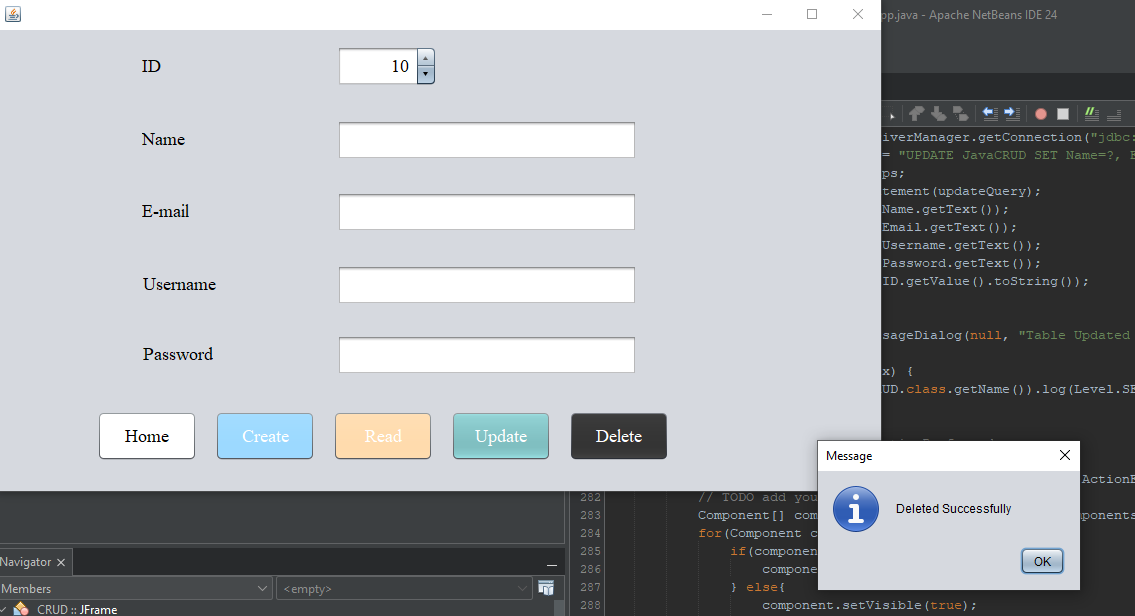 pp.java - Apache NetBeans IDE 24
ID
10
Name
E-mail
Username
Password
Home
Create
Read
Update
Delete
iverManager.getConnection("jdbc:
= "UPDATE JavaCRUD SET Name=?, E
ps;
tement(updateQuery);
Name.getText());
Email.getText());
Username.getText());
Password.getText());
ID.getValue().toString());
sageDialog(null, "Table Updated
x) {
UD.class.getName()).log(Level.SE
Message
Deleted Successfully
OK
ActionE
282 // TODO add you
283 Component[] com
ponents
284 for(Component c
285 if(componen
286 compone
287 } else{
288 component.setVisible(true);
Navigator
Members
<empty>
CRUD :: JFrame